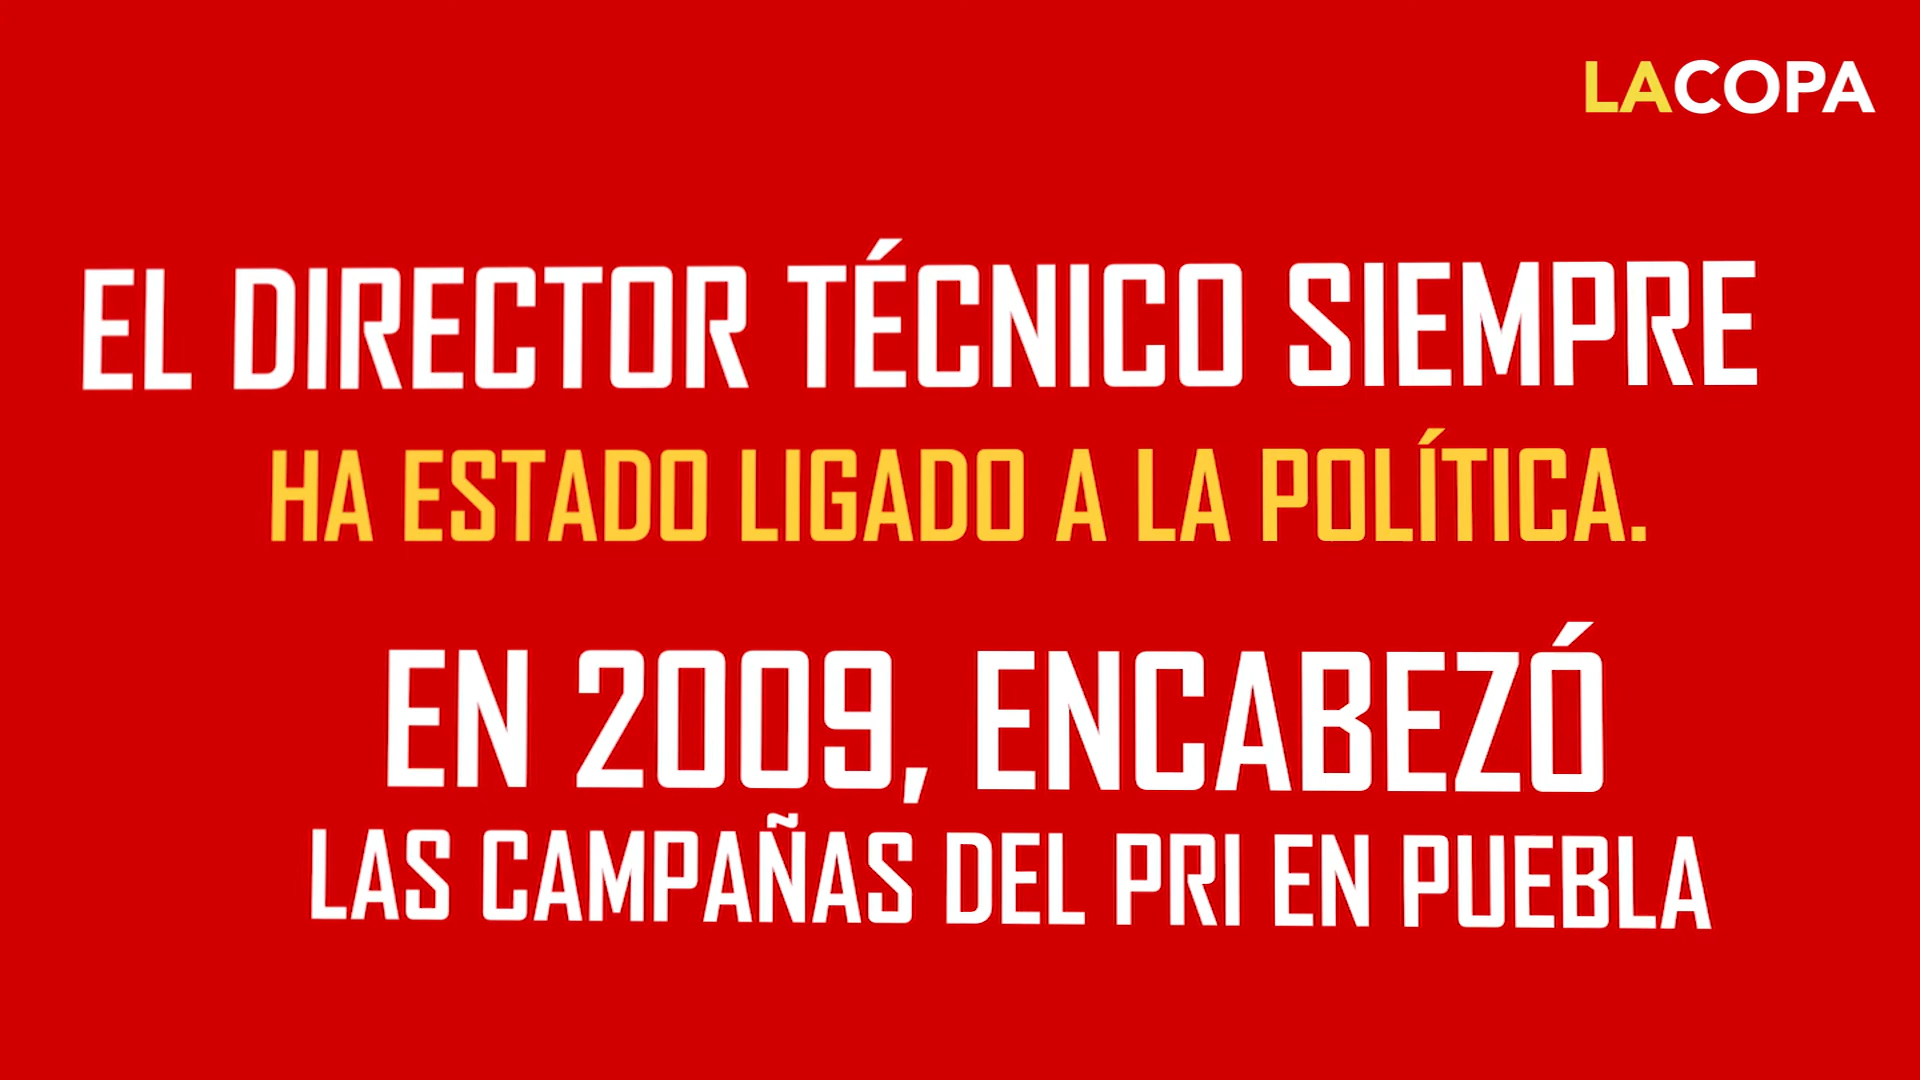 LACOPA
EL DIRECTOR TÉCNICO SIEMPRE
HA ESTADO LIGADO A LA POLÍTICA.
EN 2009, ENCABEZÓ
LAS CAMPAÑAS DEL PRI EN PUEBLA